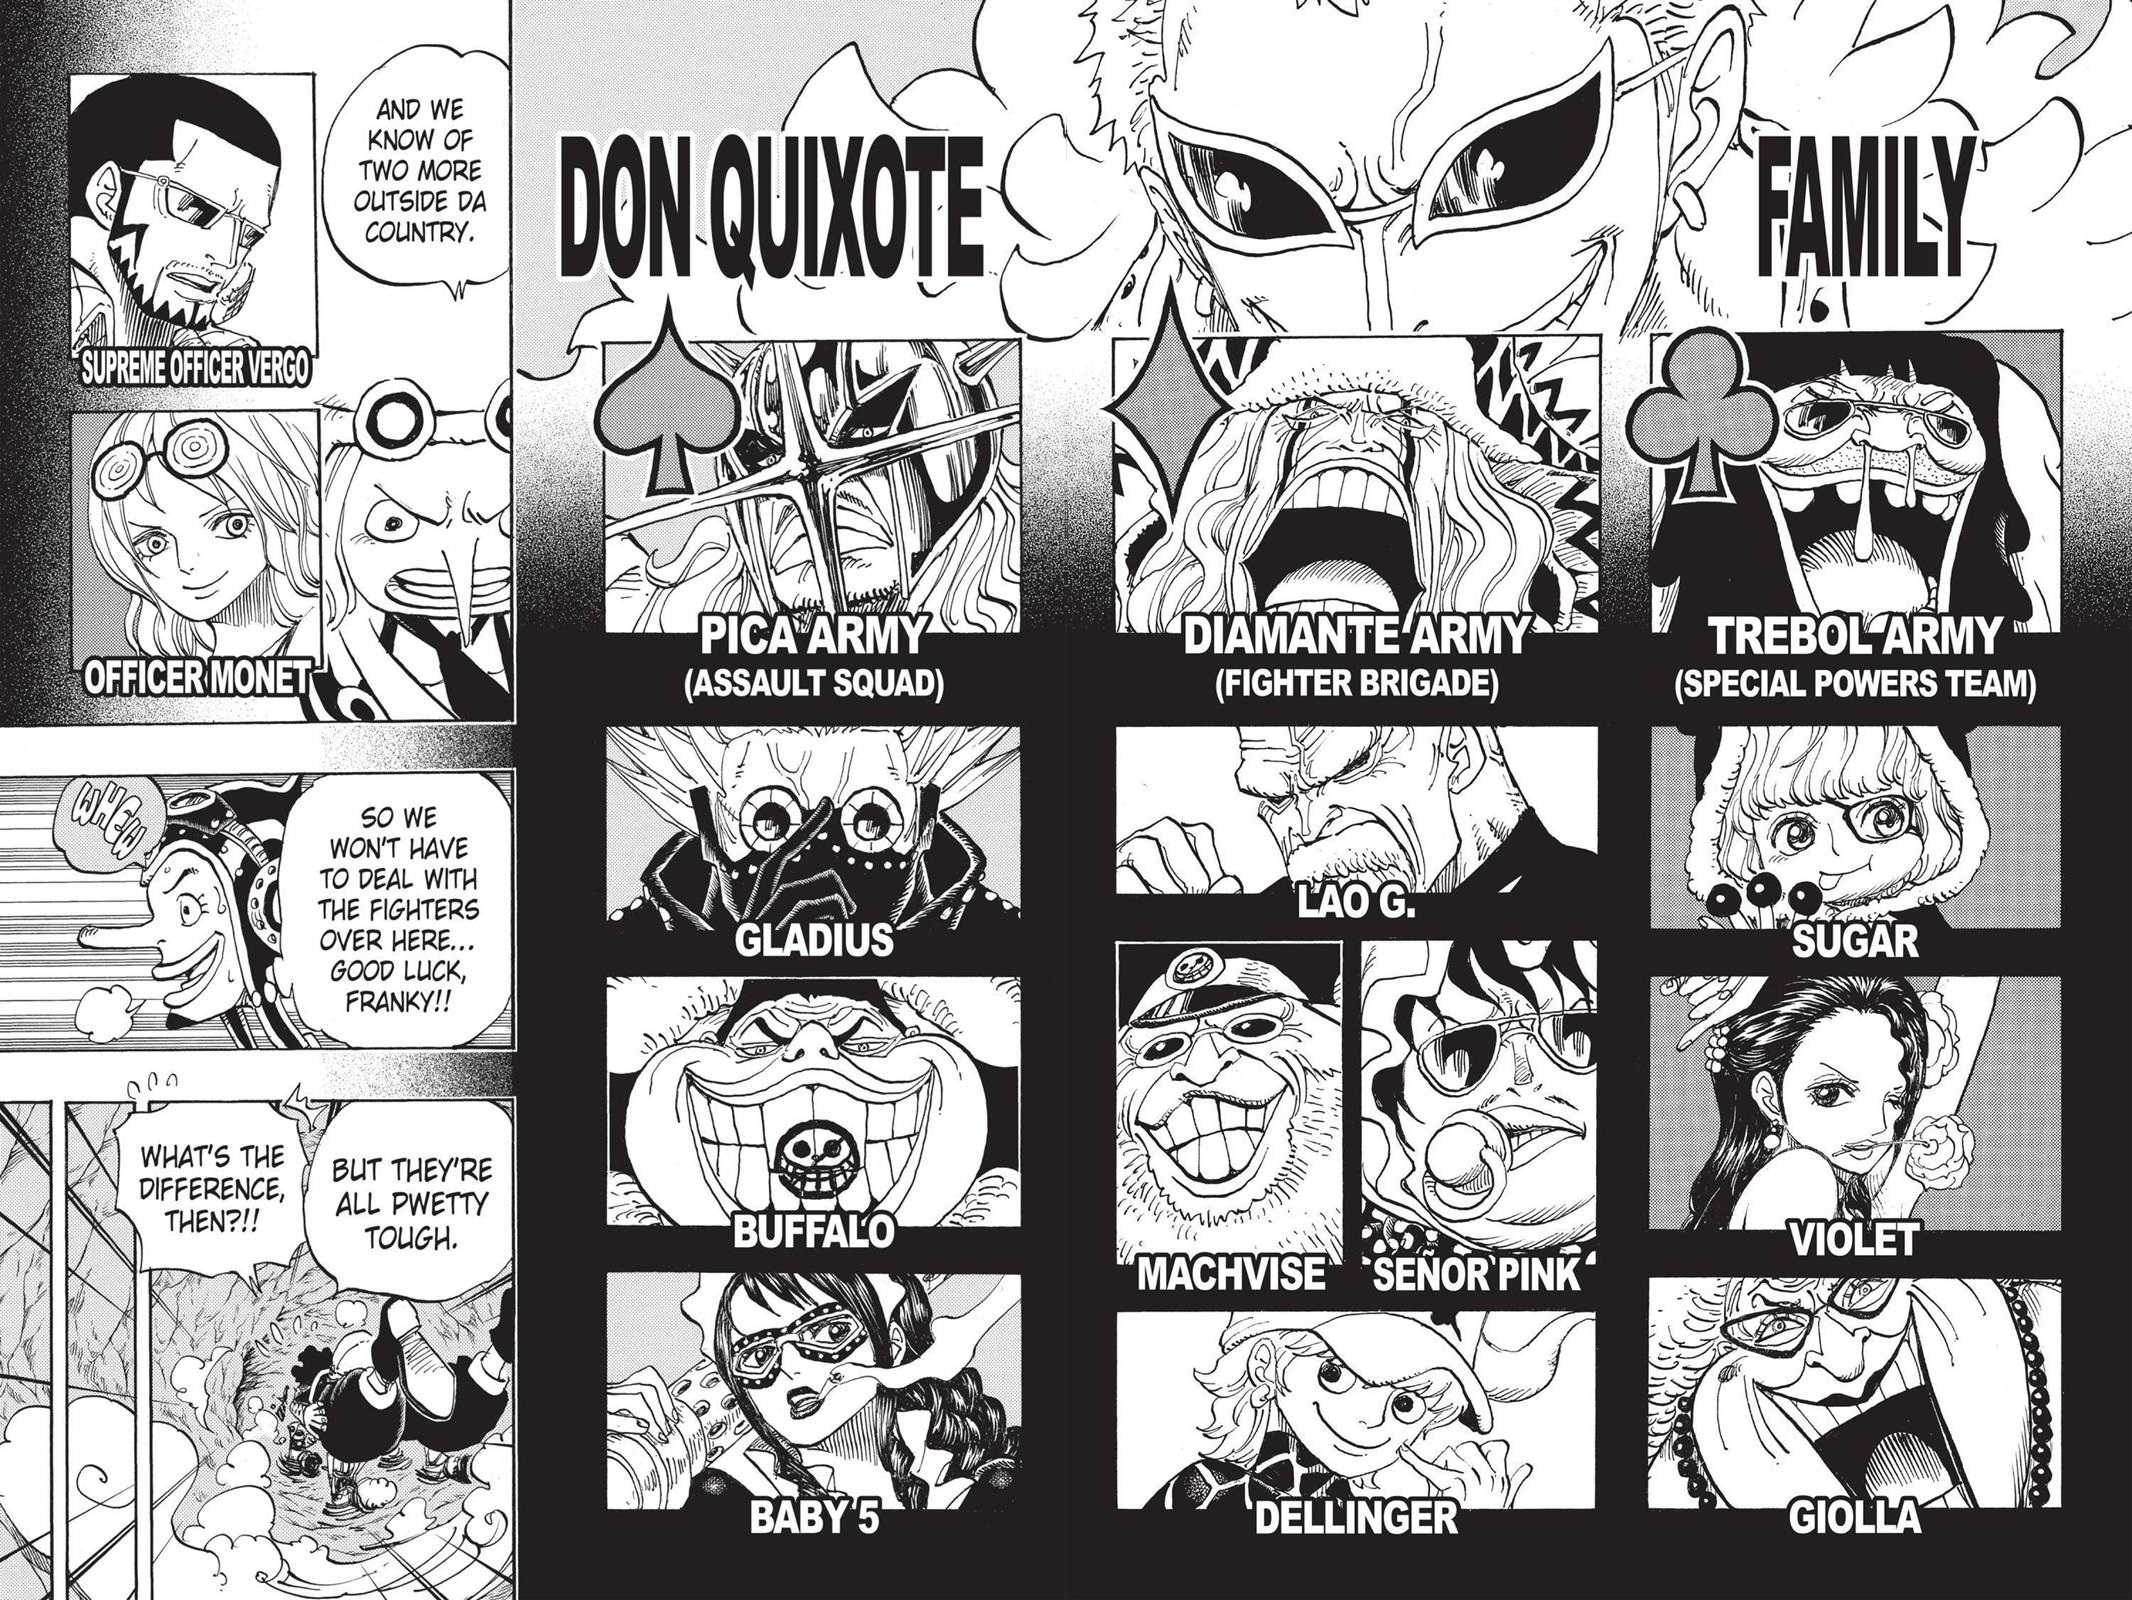 DON QUIXOTE FAMILY
TREBOL ARMY
(SPECIAL POWERS TEAM)
SUGAR
VIOLET
GIOLLA
DIAMANTE ARMY
(FIGHTER BRIGADE)
LAO G.
MACHVISE
SEÑOR PINK
DELLINGER
PICA ARMY
(ASSAULT SQUAD)
GLADIUS
BUFFALO
BABY 5
AND WE
KNOW OF
TWO MORE
OUTSIDE DA
COUNTRY.
SUPREME OFFICER VERGO
OFFICER MONET
SO WE
WON'T HAVE
TO DEAL WITH
THE FIGHTERS
OVER HERE...
GOOD LUCK,
FRANKY!!
WHEW
BUT THEY'RE
ALL PWETTY
TOUGH.
WHAT'S THE
DIFFERENCE,
THEN?!!